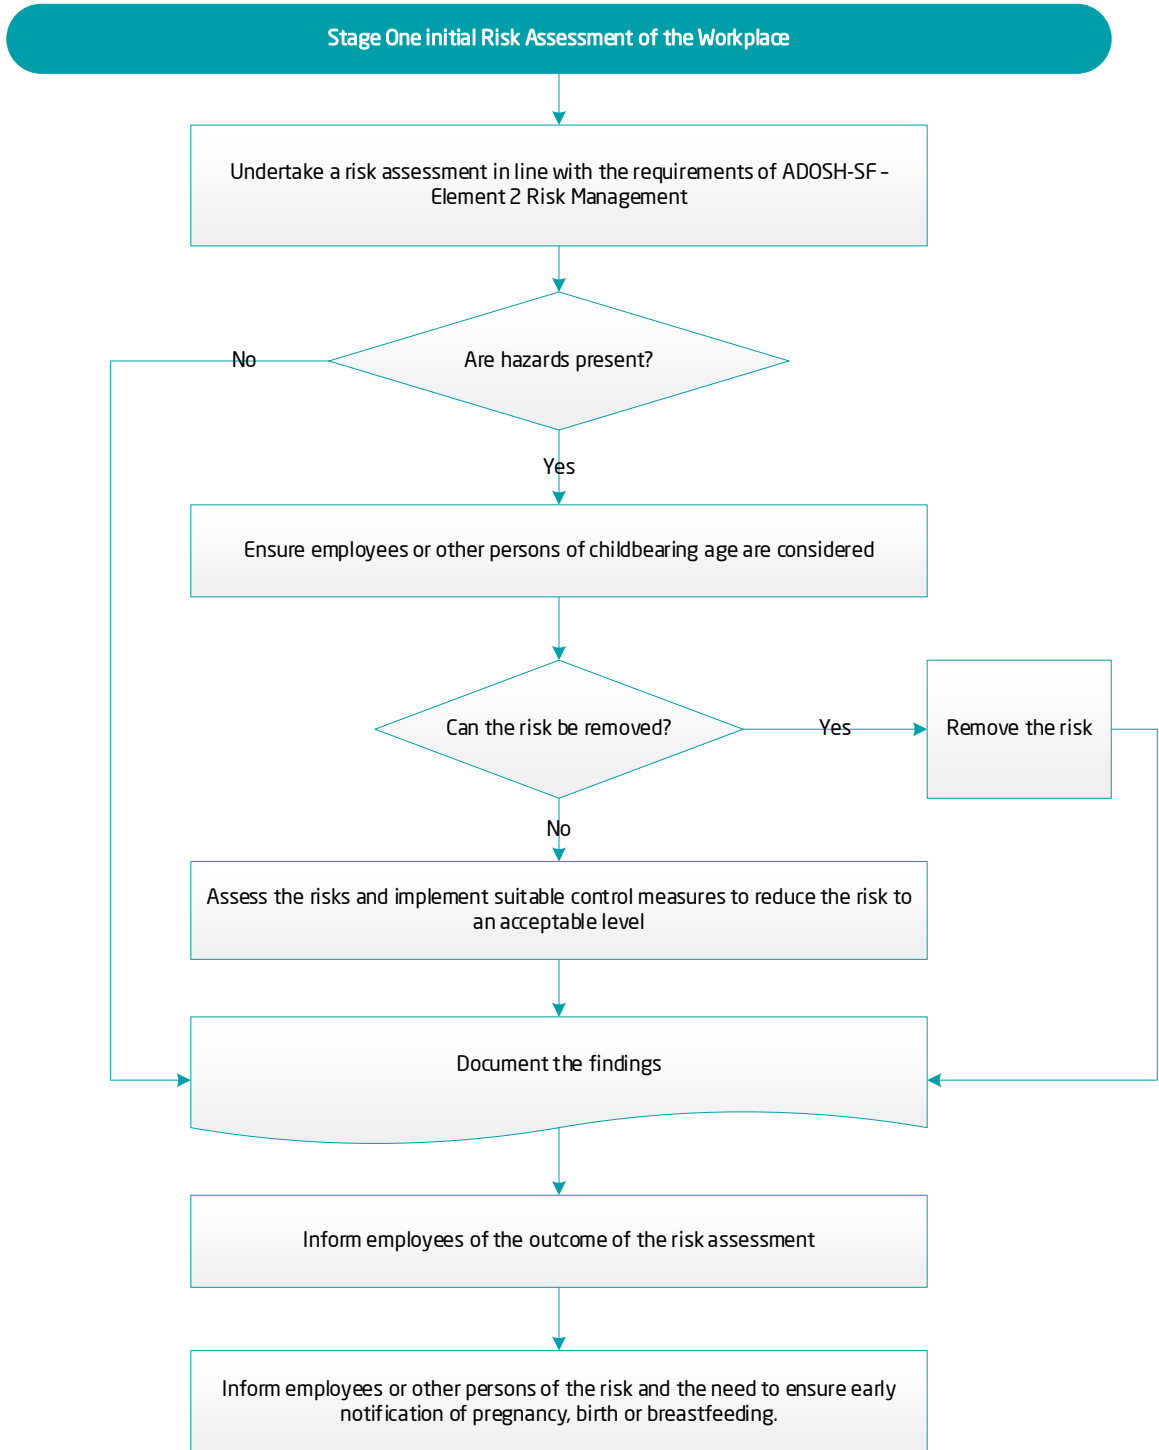 Stage One initial Risk Assessment of the Workplace
Undertake a risk assessment in line with the requirements of ADOSH-SF –
Element 2 Risk Management
Are hazards present?
No
Yes
Ensure employees or other persons of childbearing age are considered
Can the risk be removed?
Yes
Remove the risk
No
Assess the risks and implement suitable control measures to reduce the risk to
an acceptable level
Document the findings
Inform employees of the outcome of the risk assessment
Inform employees or other persons of the risk and the need to ensure early
notification of pregnancy, birth or breastfeeding.